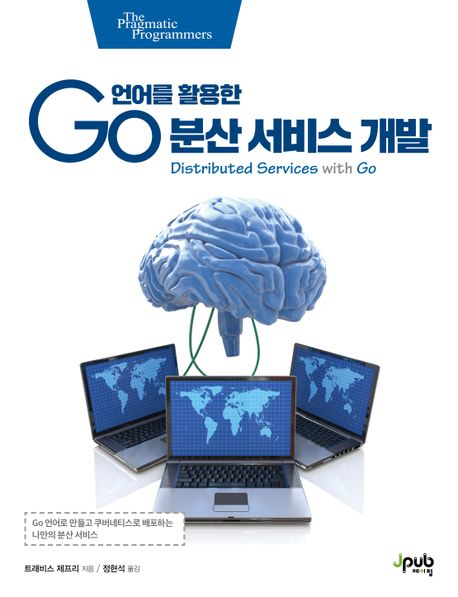 The
Pragmatic
Programmers
언어를 활용한
Go 분산 서비스 개발
Distributed Services with Go
Go 언어로 만들고 쿠버네티스로 배포하는
나만의 분산 서비스
트래비스 제프리 지음 / 정현석 옮김
Jpub
제이펍